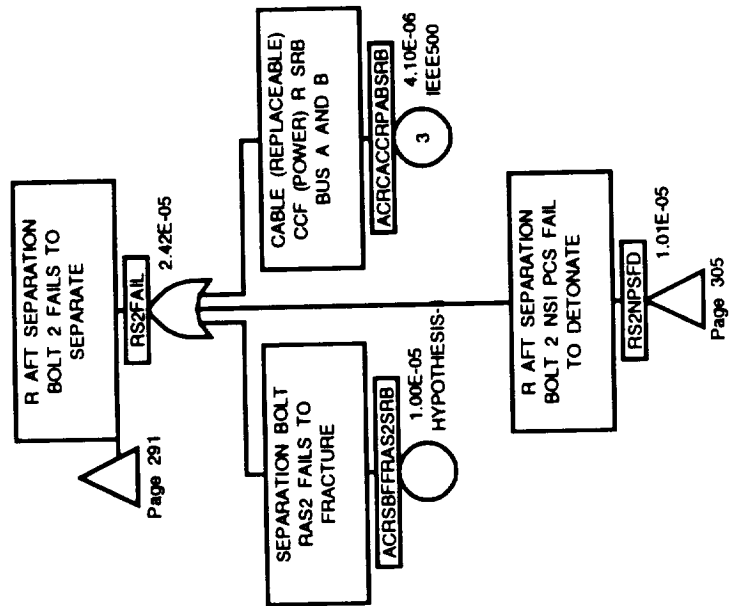 R AFT SEPARATION
BOLT 2 FAILS TO
SEPARATE
RS2FAIL
2.42E-05
Page 291
SEPARATION BOLT
RAS2 FAILS TO
FRACTURE
ACRSBFFRAS2SRB
1.00E-05
HYPOTHESIS-
CABLE (REPLACEABLE)
CCF (POWER) R SRB
BUS A AND B
ACRCACCRPABSRB
3
4.10E-06
IEEE500
R AFT SEPARATION
BOLT 2 NSI PCS FAIL
TO DETONATE
RS2NPSFD
1.01E-05
Page 305